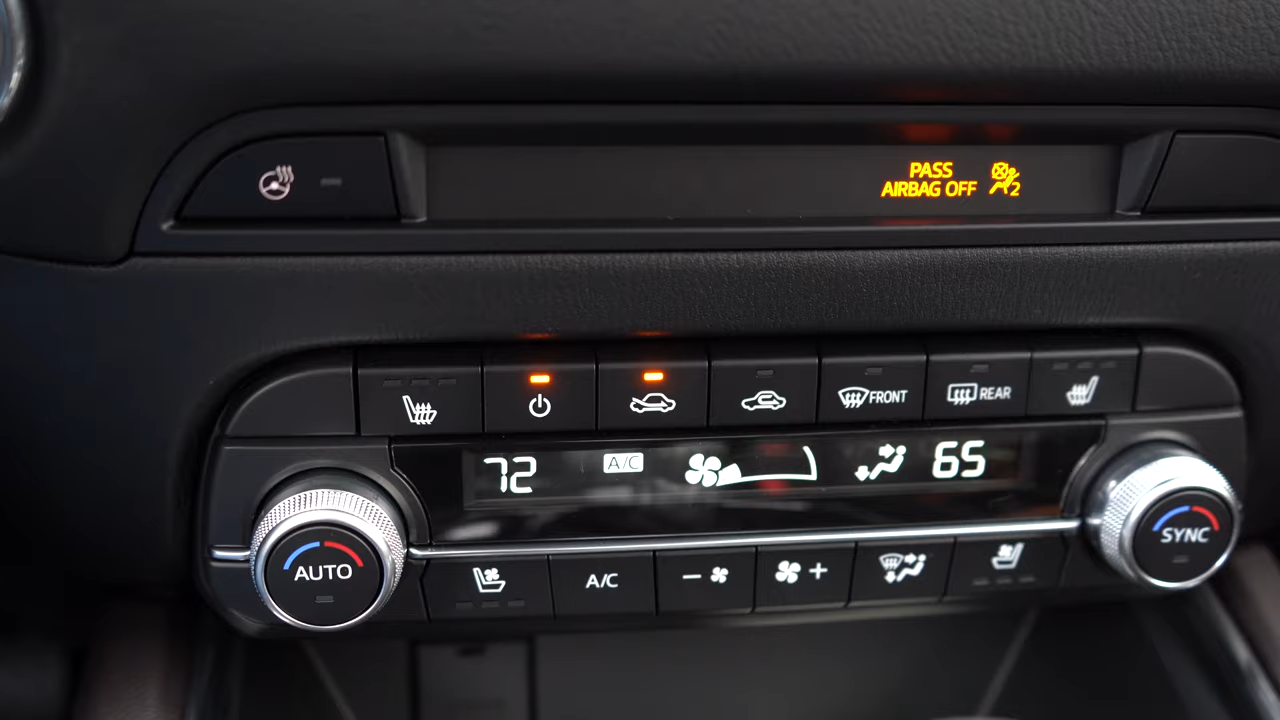 PASS
AIRBAG OFF 2
FRONT
REAR
72 A/C 65
AUTO
SYNC
A/C